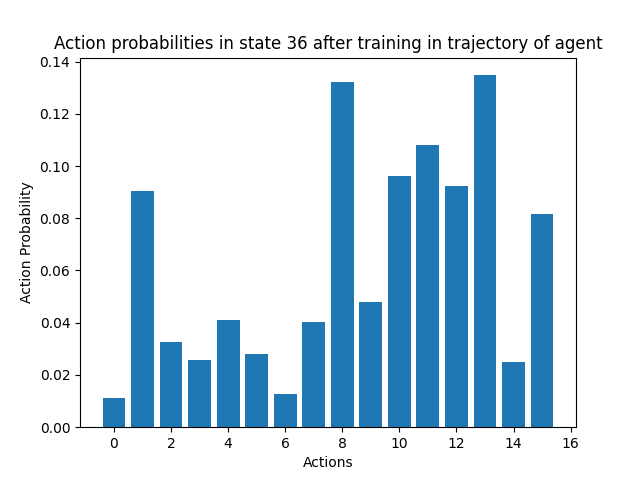 Action probabilities in state 36 after training in trajectory of agent
0.14
0.12
0.10
0.08
0.06
0.04
0.02
0.00
Action Probability
0 2 4 6 8 10 12 14 16
Actions